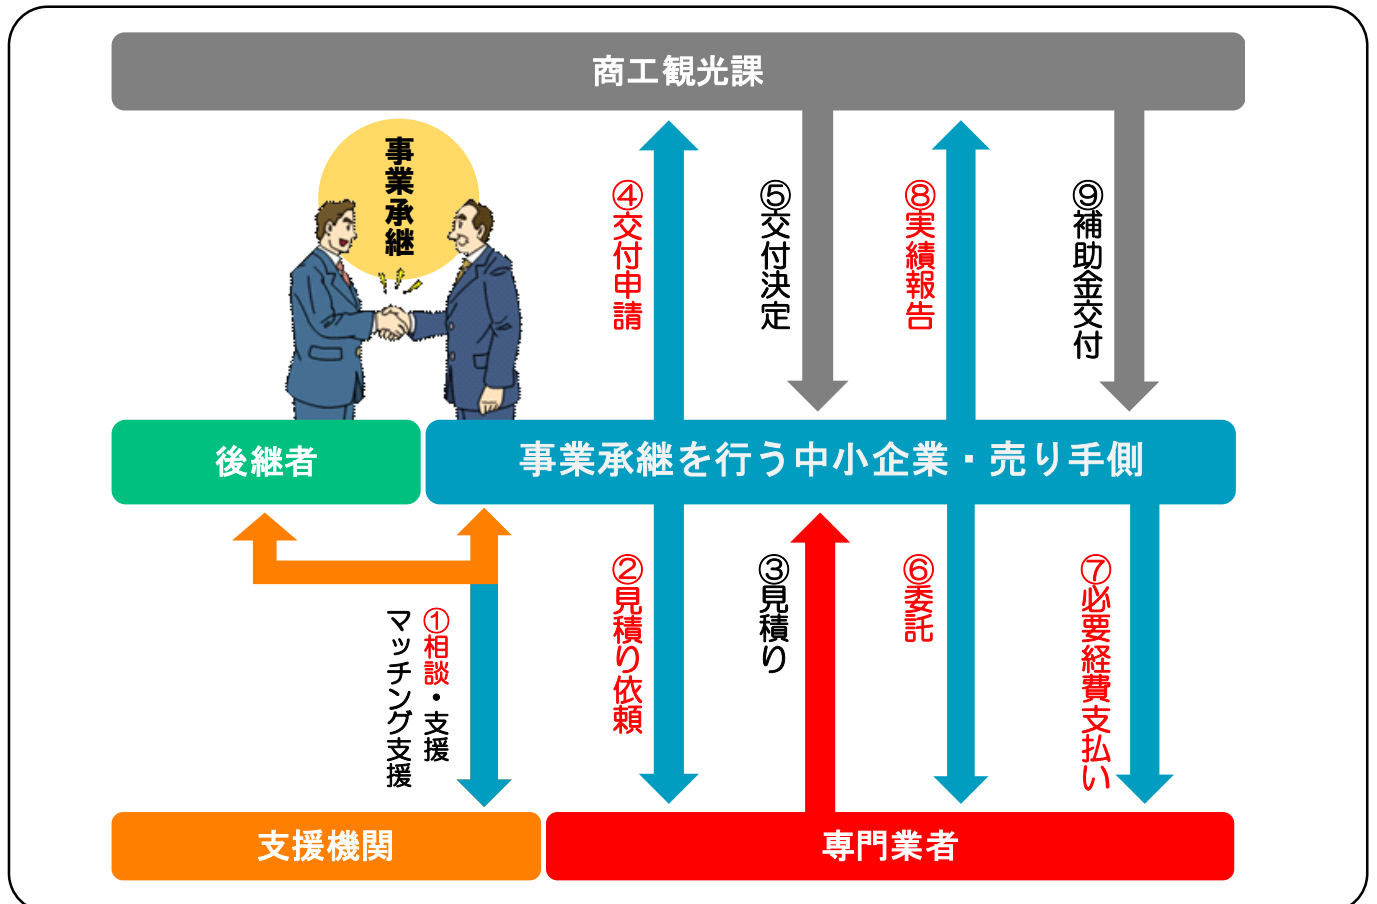 商工観光課
事業承継
④交付申請
⑤交付決定
⑧実績報告
⑨補助金交付
後継者
事業承継を行う中小企業・売り手側
①相談・支援
マッチング支援
②見積り依頼
③見積り
⑥委託
⑦必要経費支払い
支援機関
専門業者